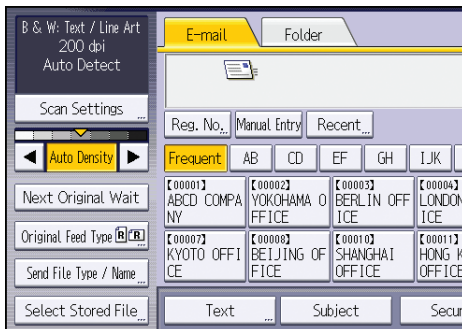 B & W: Text / Line Art
200 dpi
Auto Detect
Scan Settings
Auto Density
Next Original Wait
Original Feed Type
Send File Type / Name
Select Stored File
E-mail Folder
Reg. No. Manual Entry Recent
Frequent AB CD EF GH IJK
【00001】 【00002】 【00003】 【00004】
ABCD COMPA YOKOHAMA O BERLIN OFF LONDON
NY FFICE ICE ICE
【00007】 【00008】 【00010】 【00011】
KYOTO OFFI BEIJING OF SHANGHAI HONG K
CE FICE OFFICE OFFICE
Text Subject Secur